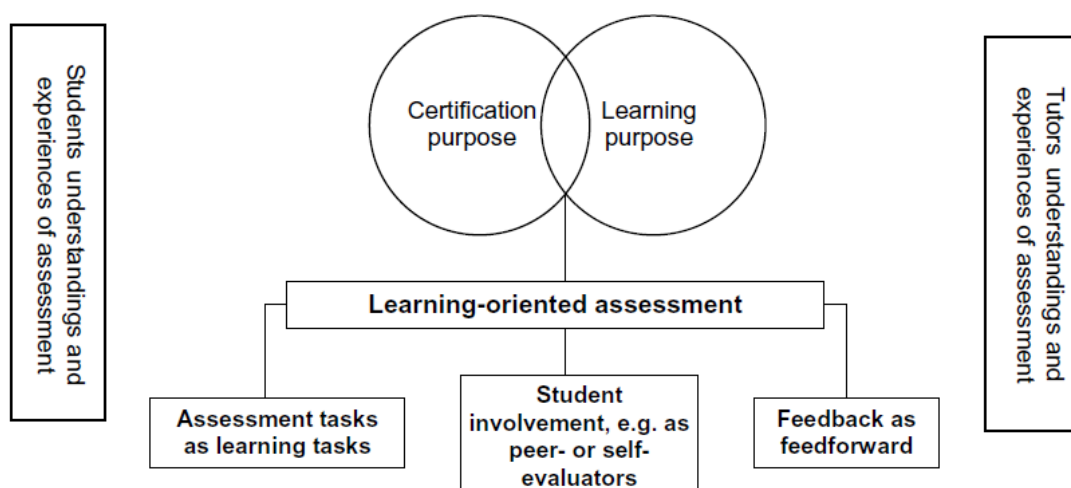 Students understandings and
experiences of assessment
Certification
purpose
Learning
purpose
Tutors understandings and
experiences of assessment
Learning-oriented assessment
Assessment tasks
as learning tasks
Student
involvement, e.g. as
peer- or self-
evaluators
Feedback as
feedforward